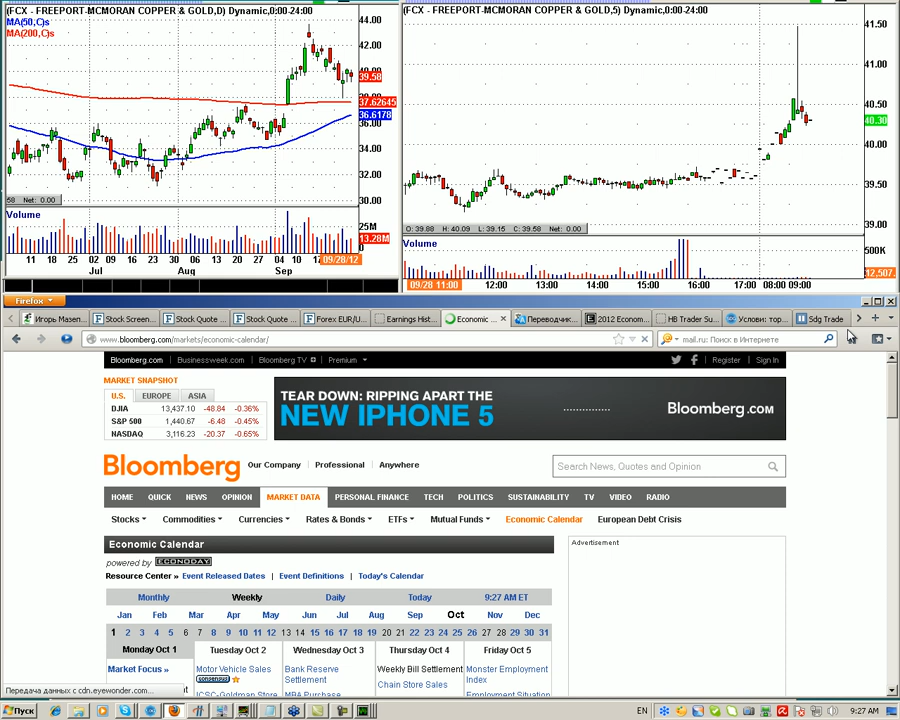 (FCX - FREEPORT-MCMORAN COPPER & GOLD,D) Dynamic,0:00-24:00
MA(50,C)s
MA(200,C)s
44.00
42.00
39.58
37.62645
36.6178
36.00
34.00
32.00
30.00
58 Net: 0.00
Volume
25M
13.28M
11 18 25 02 09 16 23 06 13 20 27 04 10
09/28/12
Jul Aug Sep
(FCX - FREEPORT-MCMORAN COPPER & GOLD,5) Dynamic,0:00-24:00
41.50
41.00
40.50
40.30
40.00
39.50
39.00
O: 39.88 H: 40.09 L: 39.15 C: 39.58 Net: 0.00
Volume
500K
12,507
09/28 11:00 12:00 13:00 14:00 15:00 16:00 17:00 08:00 09:00
Firefox
Игорь Мазеп... Stock Screen... Stock Quote ... Stock Quote ... Forex EUR/U... Earnings Hist... Economic ... Переводчик... 2012 Econom... HB Trader Su... Услови: тор... Sdg Trade
www.bloomberg.com/markets/economic-calendar/
mail.ru: Поиск в Интернете
Bloomberg.com Businessweek.com Bloomberg TV Premium Register Sign In
MARKET SNAPSHOT
U.S. EUROPE ASIA
DJIA 13,437.10 -48.84 -0.36%
S&P 500 1,440.67 -6.48 -0.45%
NASDAQ 3,116.23 -20.37 -0.65%
TEAR DOWN: RIPPING APART THE
NEW IPHONE 5
Bloomberg.COM
Bloomberg Our Company Professional Anywhere
Search News, Quotes and Opinion
HOME QUICK NEWS OPINION MARKET DATA PERSONAL FINANCE TECH POLITICS SUSTAINABILITY TV VIDEO RADIO
Stocks Commodities Currencies Rates & Bonds ETFs Mutual Funds Economic Calendar European Debt Crisis
Economic Calendar
Advertisement
powered by ECONODAY
Resource Center » Event Released Dates | Event Definitions | Today's Calendar
Monthly Weekly Daily Today 9:27 AM ET
Jan Feb Mar Apr May Jun Jul Aug Sep Oct Nov Dec
1 2 3 4 5 6 7 8 9 10 11 12 13 14 15 16 17 18 19 20 21 22 23 24 25 26 27 28 29 30 31
Monday Oct 1 Tuesday Oct 2 Wednesday Oct 3 Thursday Oct 4 Friday Oct 5
Market Focus » Motor Vehicle Sales Bank Reserve Settlement Weekly Bill Settlement Monster Employment Index
consensus
Chain Store Sales
ICSC-Goldman Store MBA Purchase Employment Situation
Передача данных с cdn.eyewonder.com...
Пуск
EN
9:27 AM